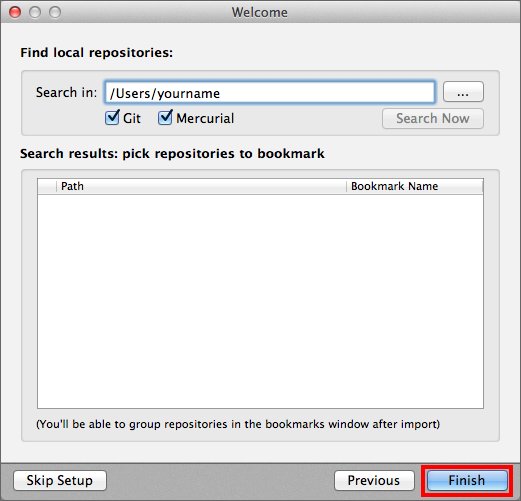 Welcome
Find local repositories:
Search in: /Users/yourname ...
Git Mercurial Search Now
Search results: pick repositories to bookmark
Path Bookmark Name
(You'll be able to group repositories in the bookmarks window after import)
Skip Setup Previous Finish